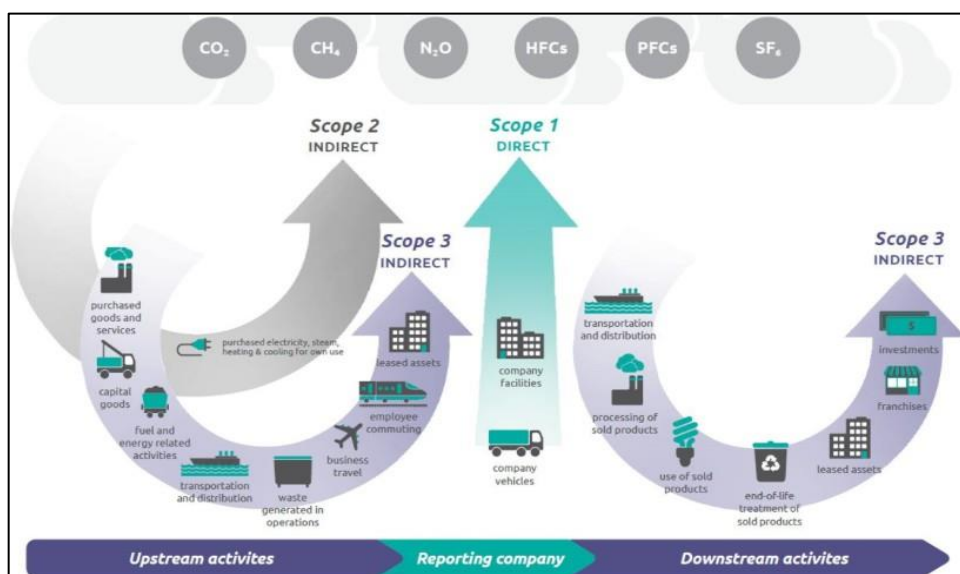 CO₂
CH₄
N₂O
HFCs
PFCs
SF₆
Scope 2
INDIRECT
Scope 1
DIRECT
Scope 3
INDIRECT
Scope 3
INDIRECT
purchased
goods and
services
capital
goods
fuel and
energy related
activities
transportation
and distribution
waste
generated in
operations
business
travel
employee
commuting
leased assets
purchased electricity, steam,
heating & cooling for own use
company
facilities
company
vehicles
transportation
and distribution
processing of
sold products
use of sold
products
end-of-life
treatment of
sold products
leased assets
franchises
$
investments
Upstream activites
Reporting company
Downstream activites